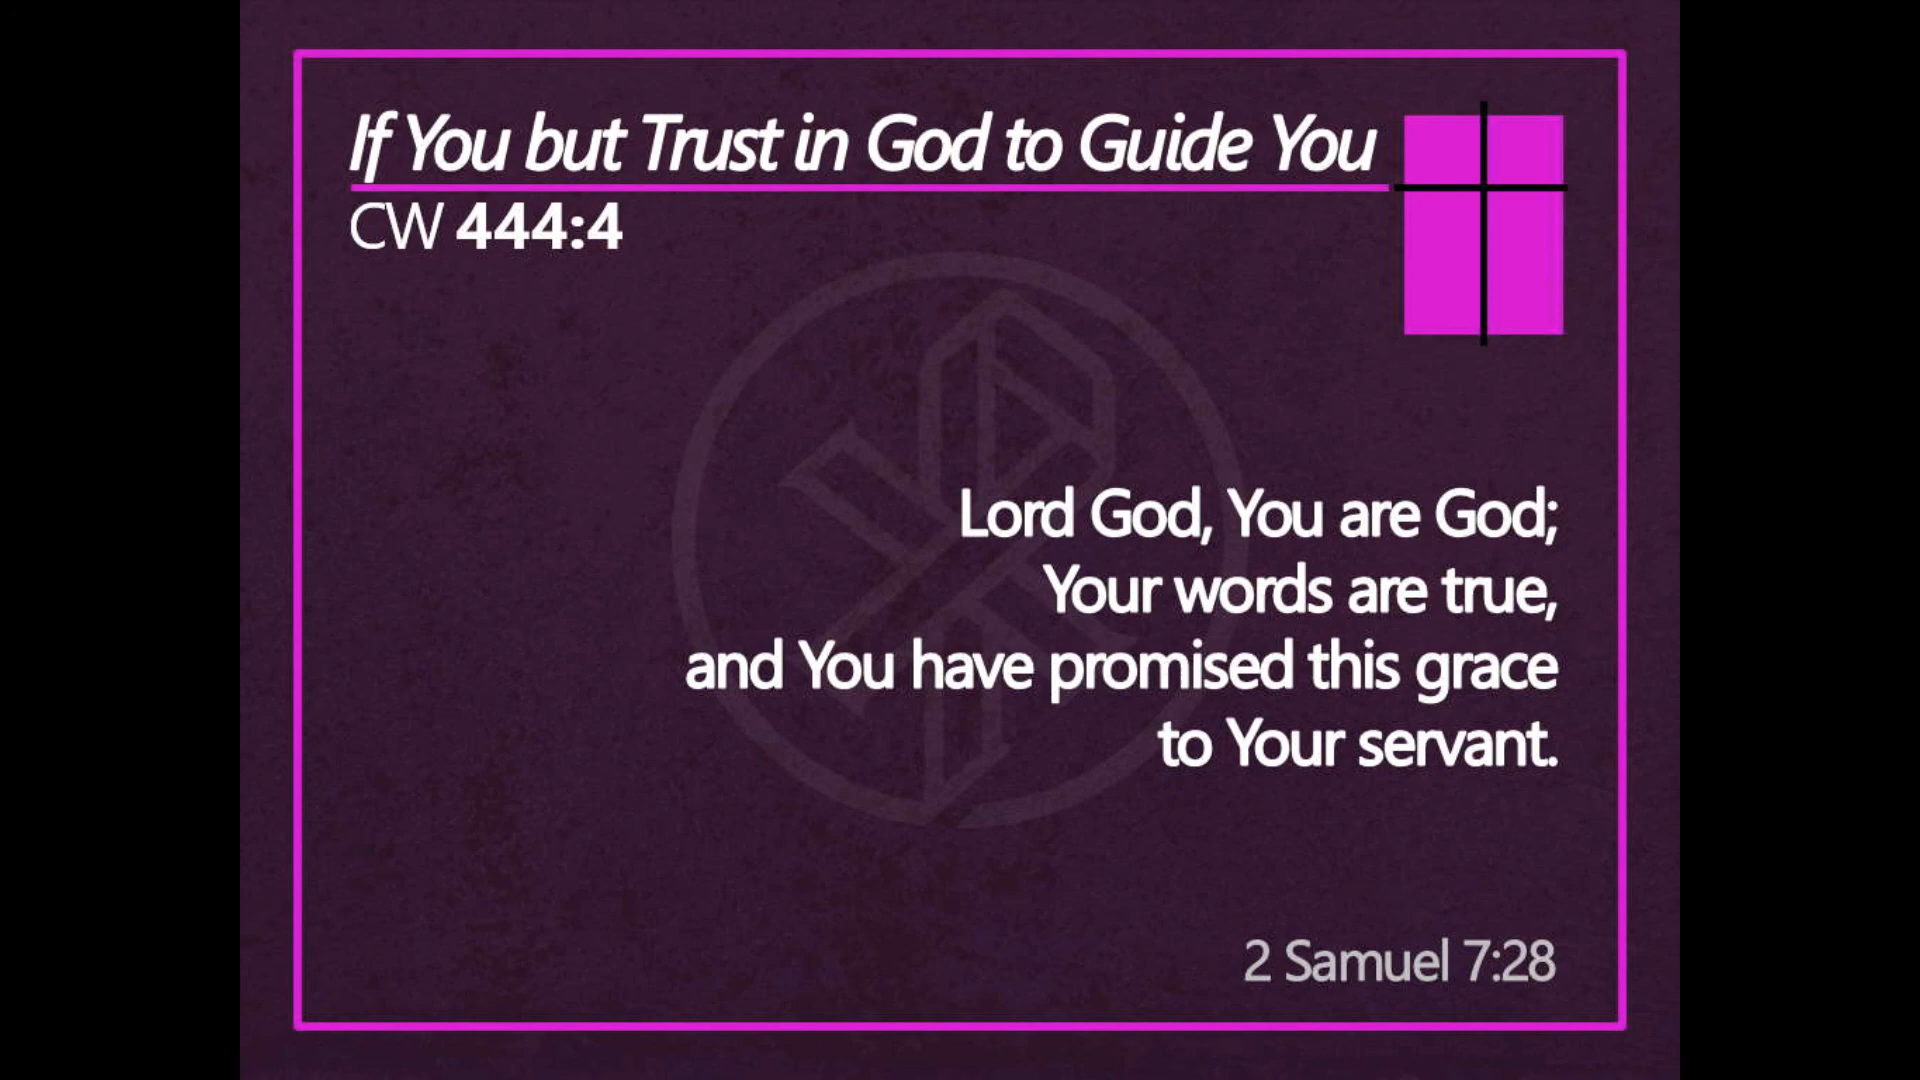 If You but Trust in God to Guide You
CW 444:4
Lord God, You are God;
Your words are true,
and You have promised this grace
to Your servant.
2 Samuel 7:28